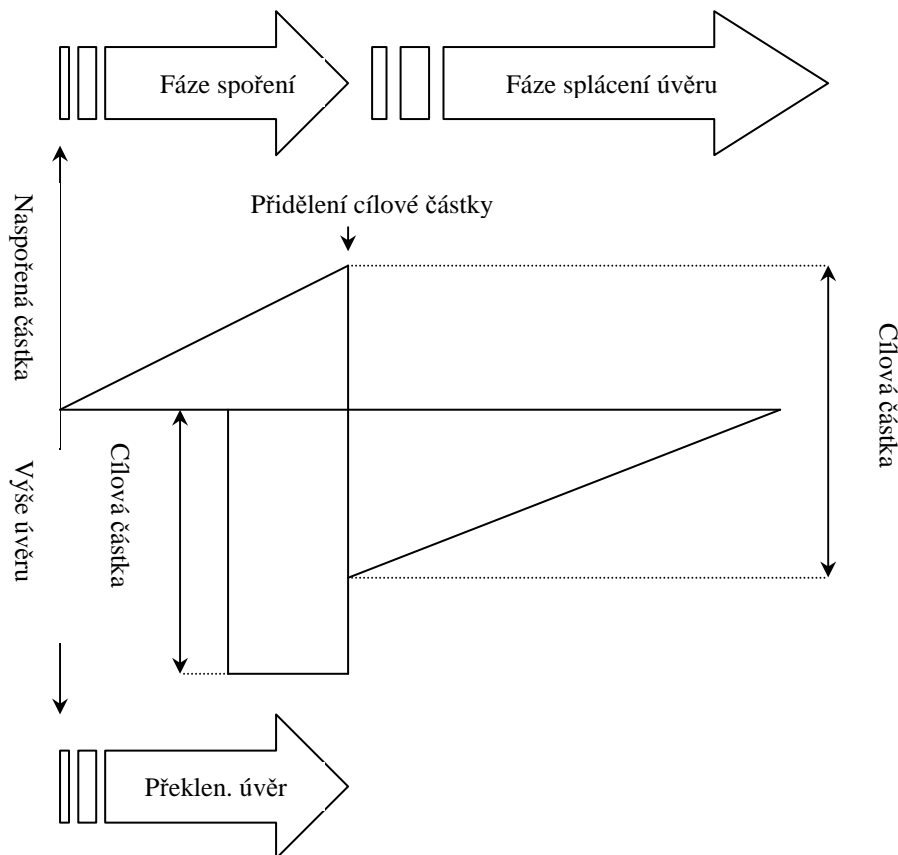 Fáze spoření
Fáze splácení úvěru
Přidělení cílové částky
Naspořená částka
Cílová částka
Cílová částka
Výše úvěru
Překlen. úvěr